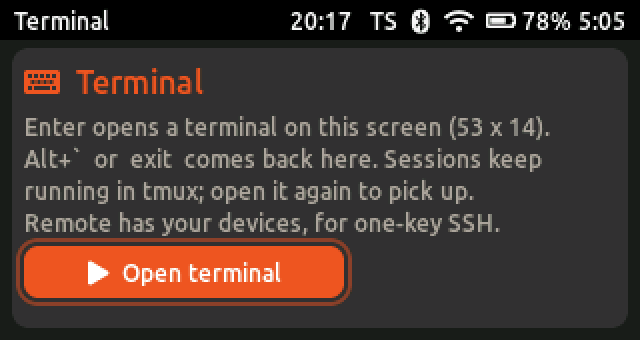 Terminal 20:17 TS 78% 5:05
Terminal
Enter opens a terminal on this screen (53 x 14).
Alt+` or exit comes back here. Sessions keep
running in tmux; open it again to pick up.
Remote has your devices, for one-key SSH.
Open terminal